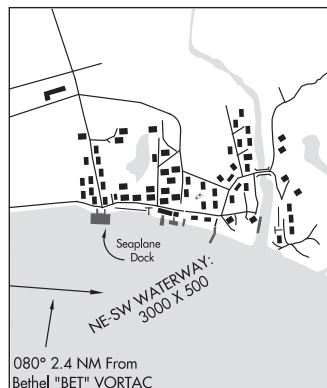 Seaplane
Dock
NE-SW WATERWAY:
3000 X 500
080° 2.4 NM From
Bethel "BET" VORTAC